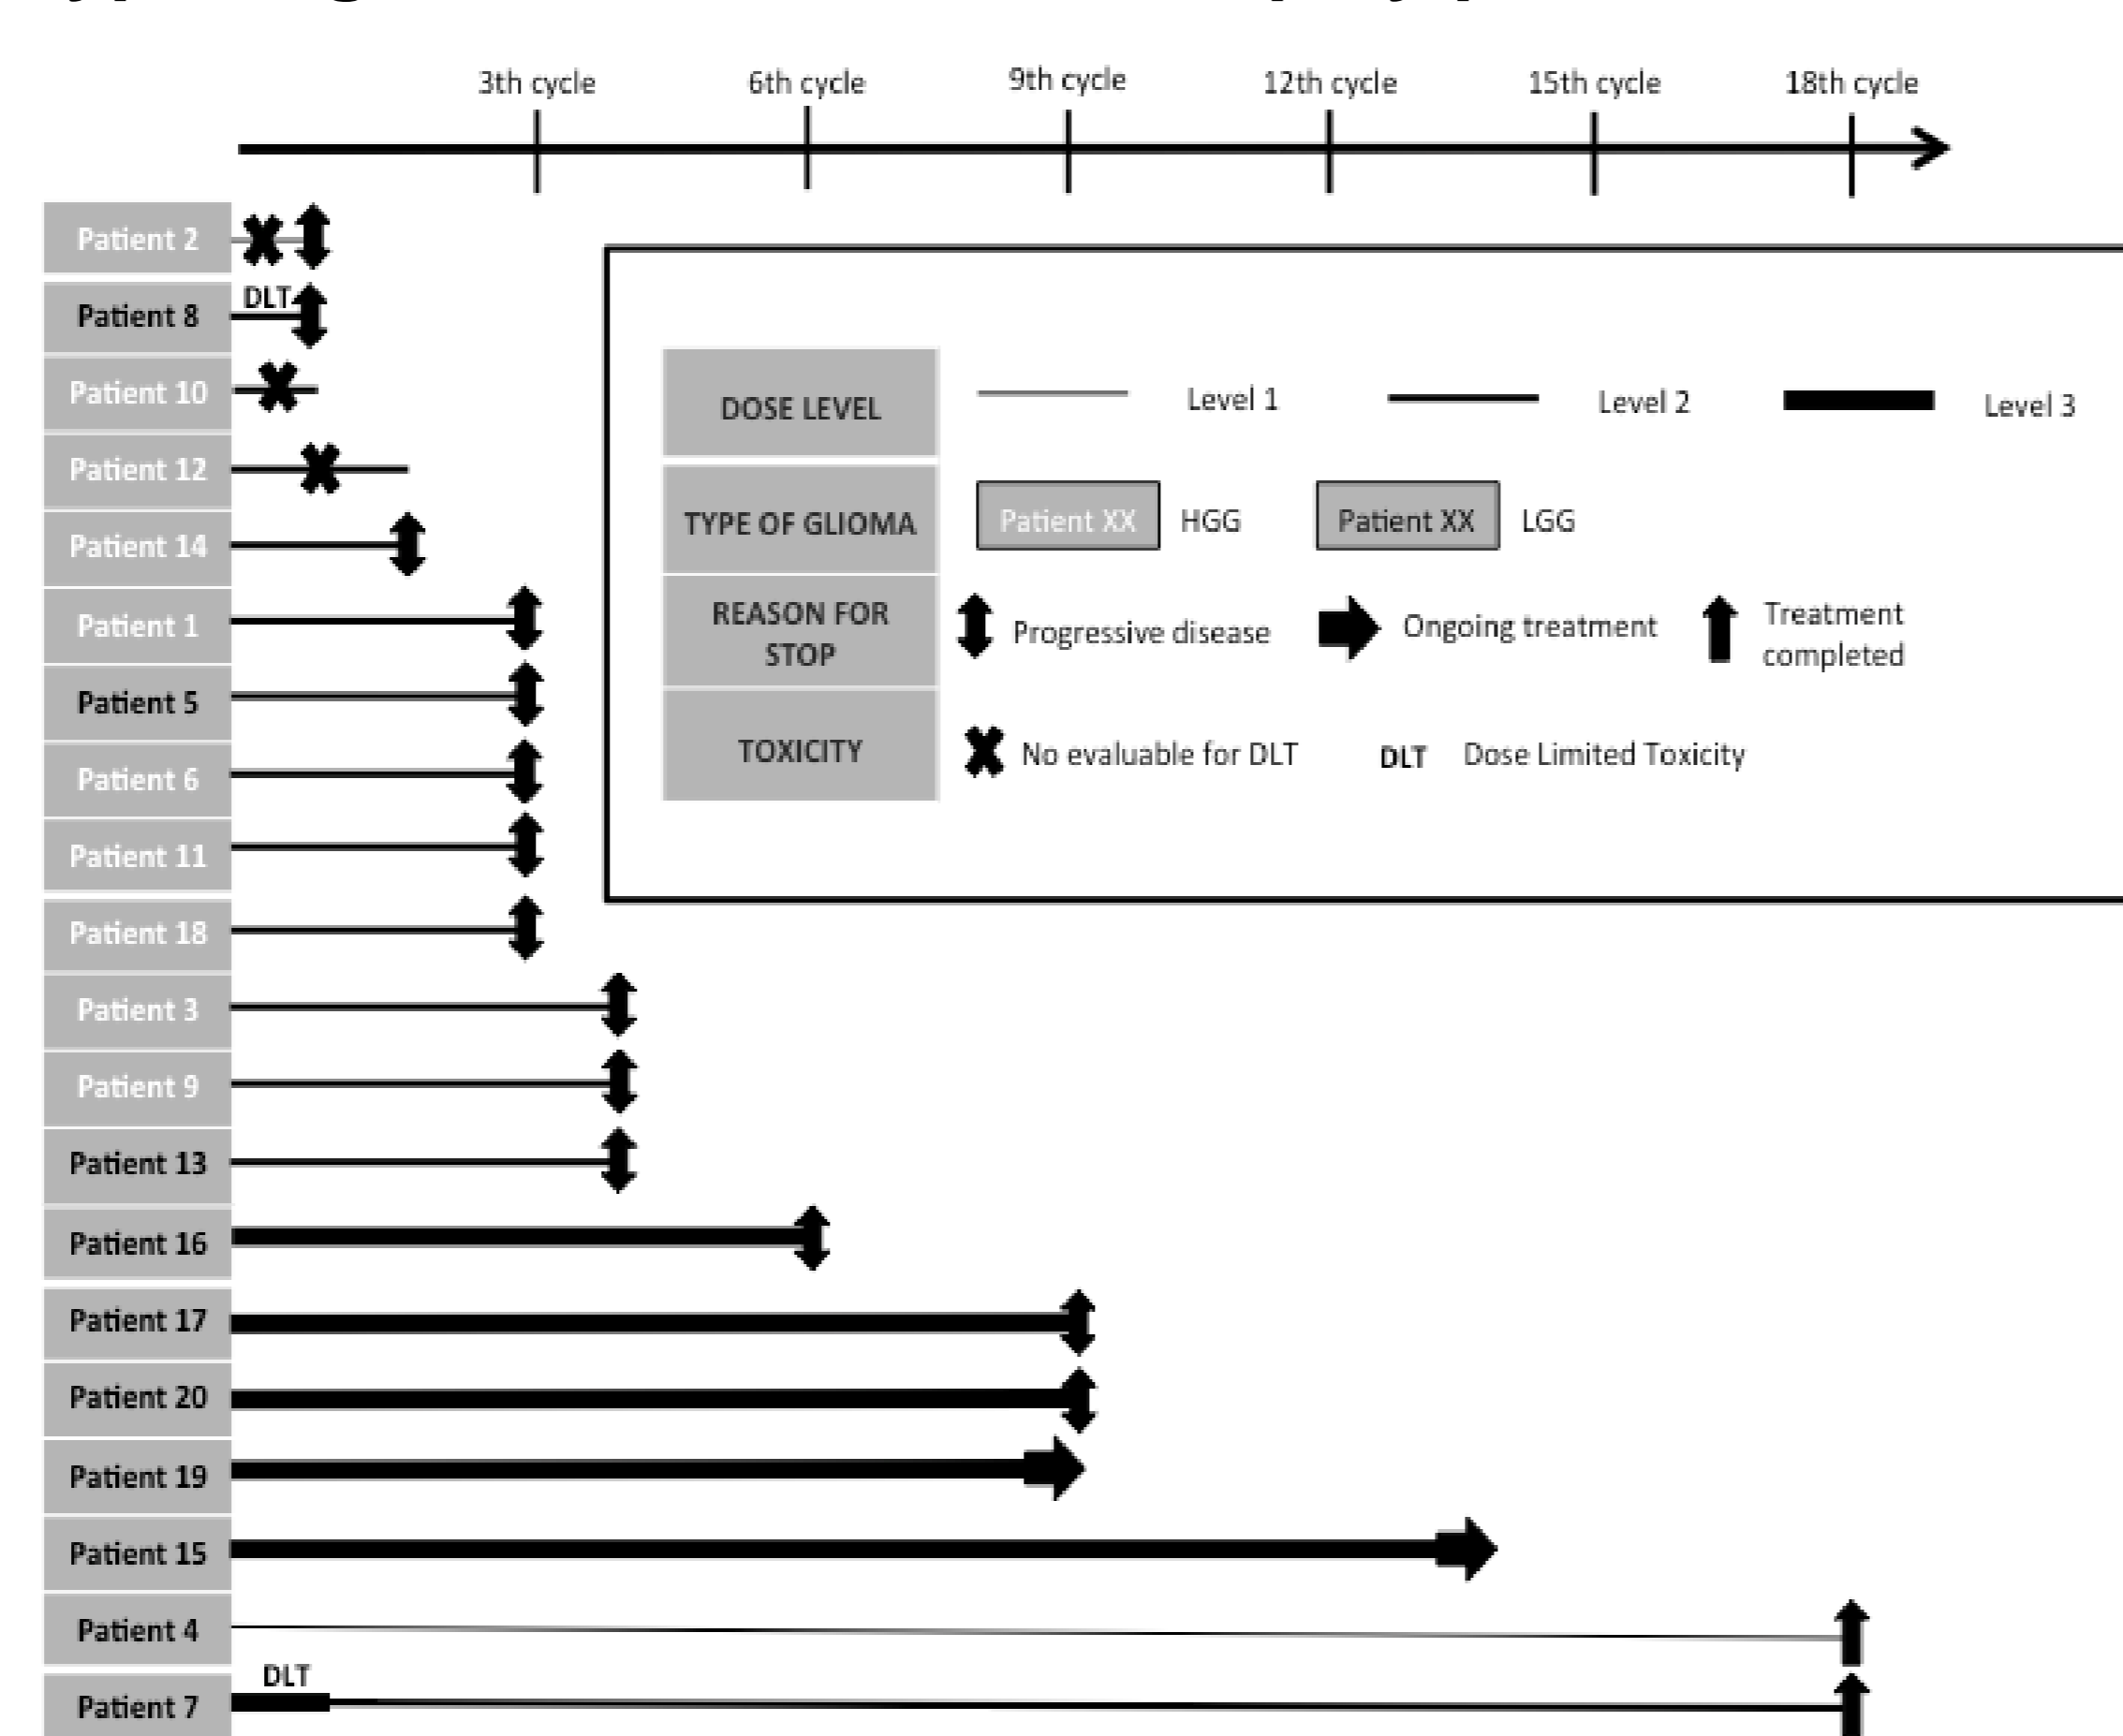 3th cycle 6th cycle 9th cycle 12th cycle 15th cycle 18th cycle
Patient 2
DLT
Patient 8
Patient 10
Patient 12
Patient 14
Patient 1
Patient 5
Patient 6
Patient 11
Patient 18
Patient 3
Patient 9
Patient 13
Patient 16
Patient 17
Patient 20
Patient 19
Patient 15
Patient 4
DLT
Patient 7
DOSE LEVEL Level 1 Level 2 Level 3
TYPE OF GLIOMA Patient XX HGG Patient XX LGG
REASON FOR
STOP
Progressive disease Ongoing treatment
Treatment
completed
TOXICITY No evaluable for DLT DLT Dose Limited Toxicity